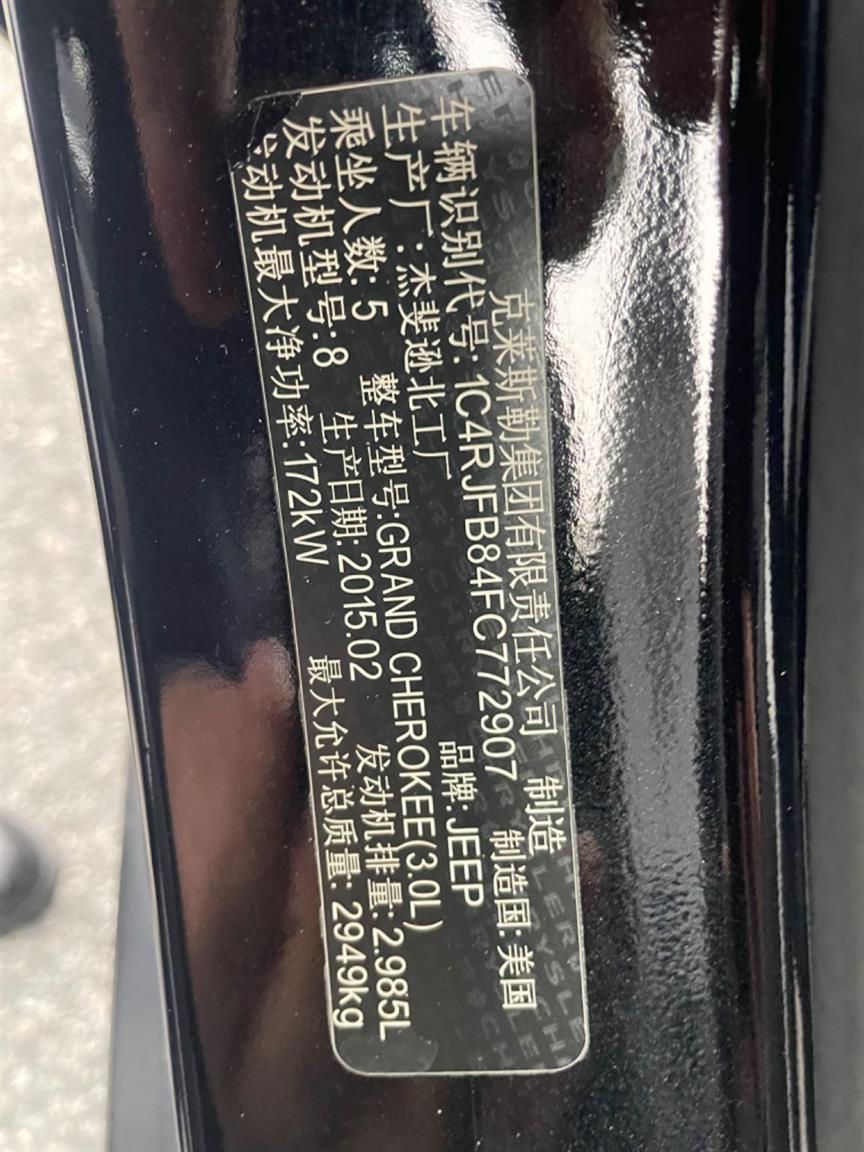 克莱斯勒集团有限责任公司 制造
车辆识别代号: 1C4RJFB84FC772907 制造国: 美国
生产厂: 杰斐逊北工厂 品牌: JEEP
乘坐人数: 5 整车型号: GRAND CHEROKEE(3.0L)
发动机型号: 8 生产日期: 2015.02 发动机排量: 2.985L
发动机最大净功率: 172kW 最大允许总质量: 2949kg